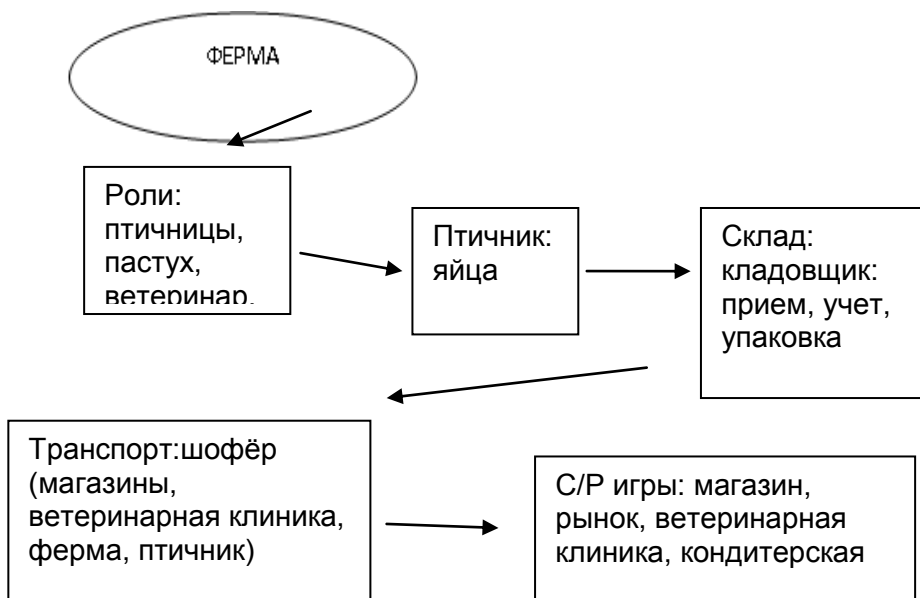 ФЕРМА
Роли:
птичницы,
пастух,
ветеринар.
Птичник:
яйца
Склад:
кладовщик:
прием, учет,
упаковка
Транспорт:шофёр
(магазины,
ветеринарная клиника,
ферма, птичник)
С/Р игры: магазин,
рынок, ветеринарная
клиника, кондитерская